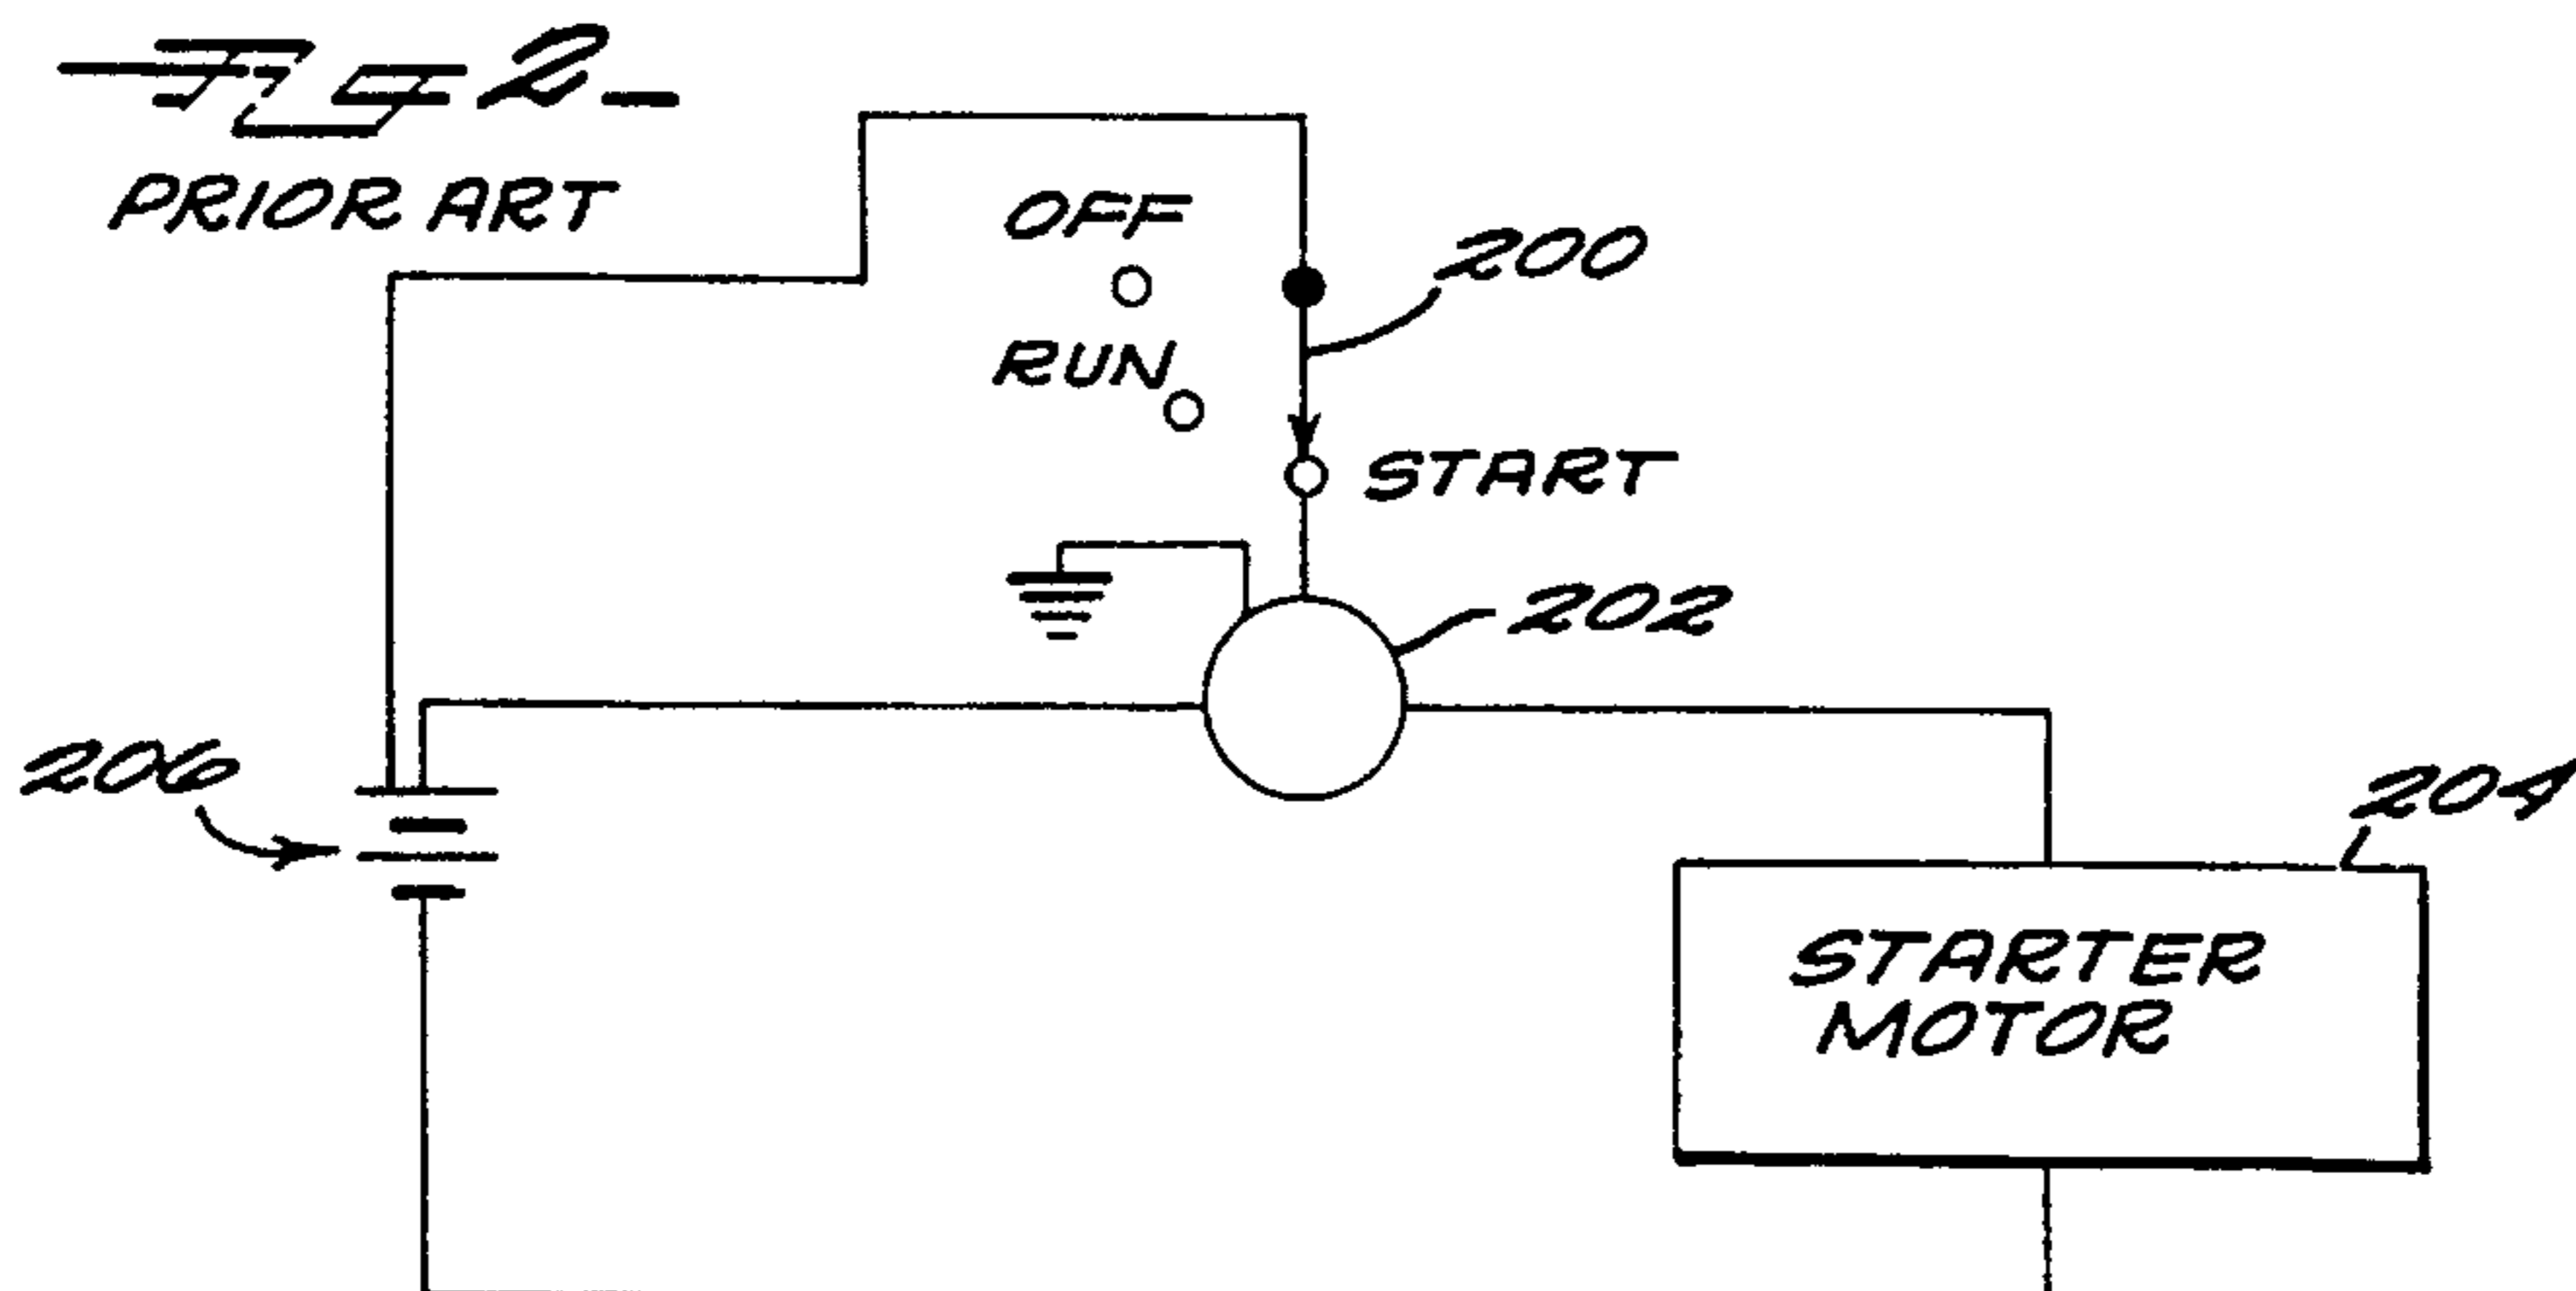 Fig 2
PRIOR ART
OFF
200
RUN
START
202
206
204
STARTER
MOTOR